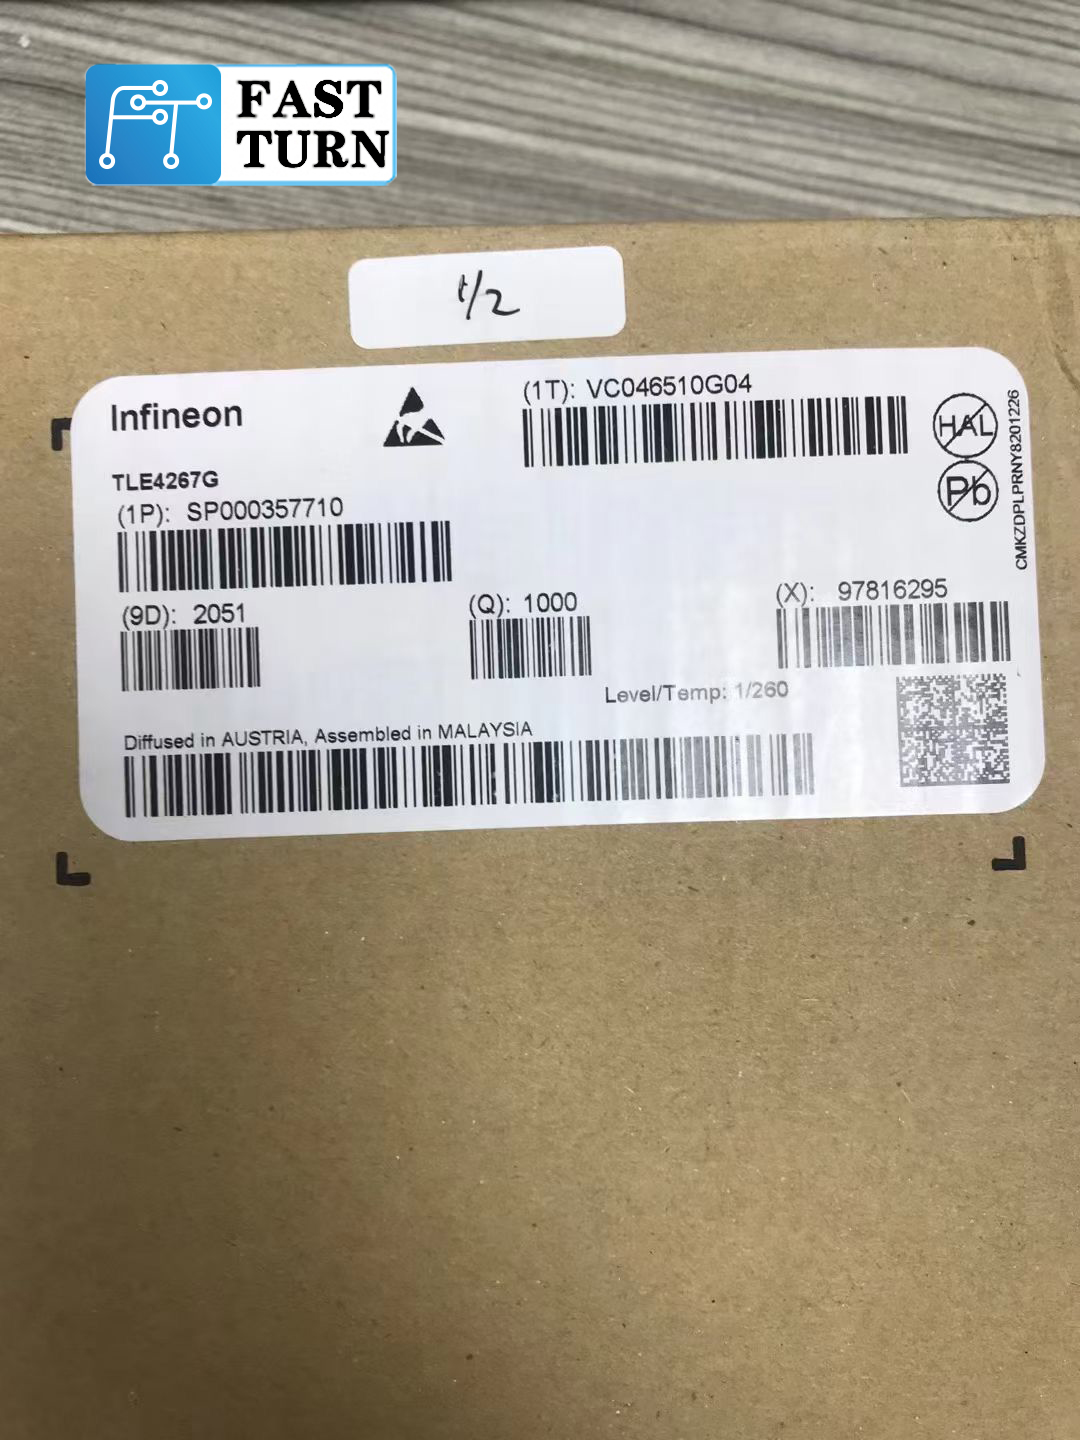 FAST
TURN
1/2
Infineon
(1T): VC046510G04
HAL
Pb
CMKZDPLPRNY8201226
TLE4267G
(1P): SP000357710
(9D): 2051
(Q): 1000
(X): 97816295
Level/Temp: 1/260
Diffused in AUSTRIA, Assembled in MALAYSIA